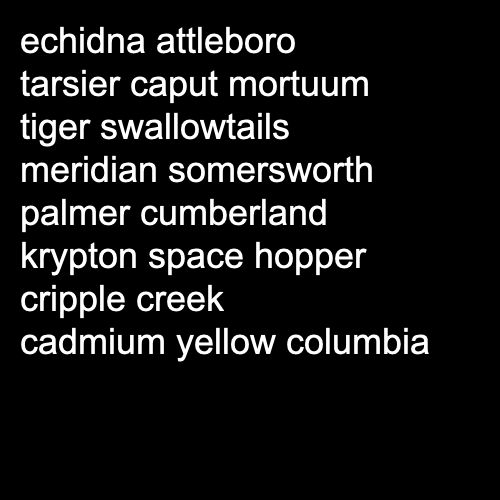 echidna attleboro
tarsier caput mortuum
tiger swallowtails
meridian somersworth
palmer cumberland
krypton space hopper
cripple creek
cadmium yellow columbia